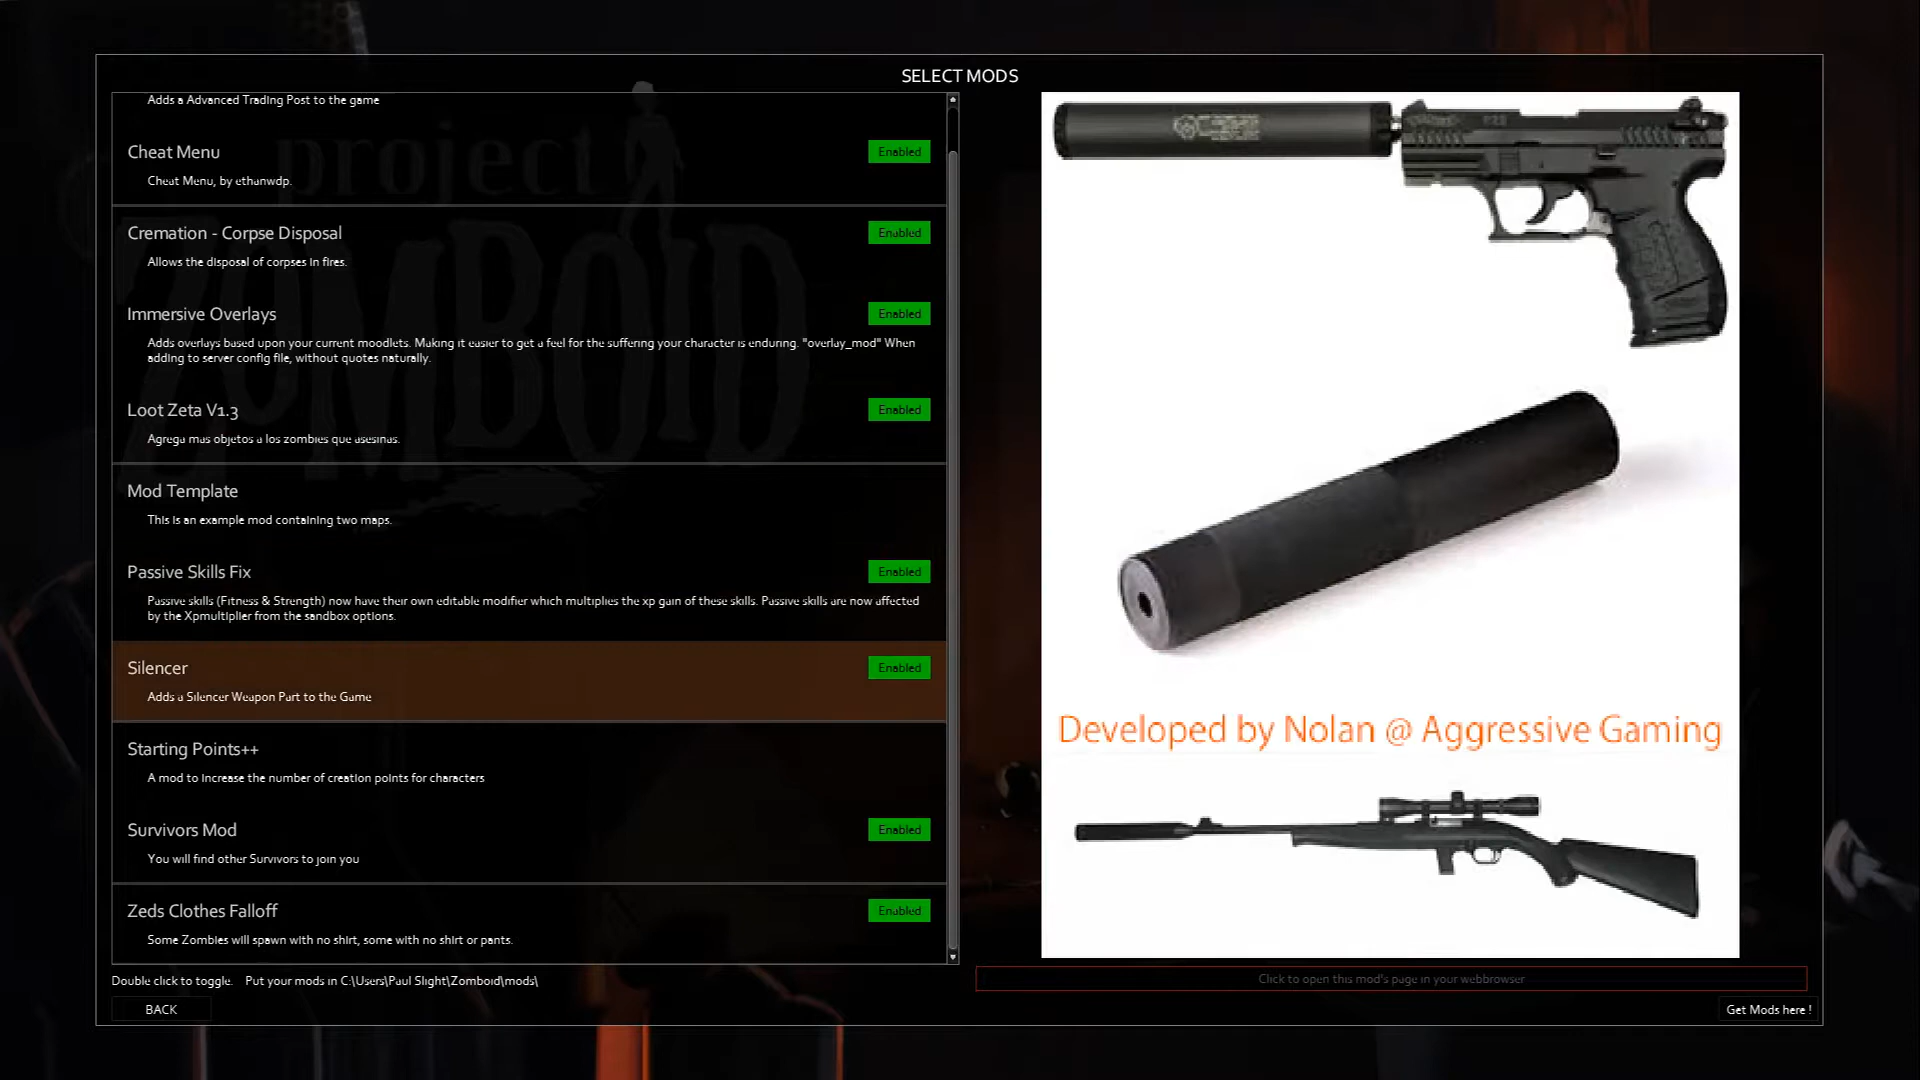 SELECT MODS
Adds a Advanced Trading Post to the game
Cheat Menu
Enabled
Cheat Menu, by ethanwdp.
Cremation - Corpse Disposal
Enabled
Allows the disposal of corpses in fires.
Immersive Overlays
Enabled
Adds overlays based upon your current moodlets. Making it easier to get a feel for the suffering your character is enduring. "overlay_mod" When
adding to server config file, without quotes naturally.
Loot Zeta V1.3
Enabled
Agrega mas objetos a los zombies que asesinas.
Mod Template
This is an example mod containing two maps.
Passive Skills Fix
Enabled
Passive skills (Fitness & Strength) now have their own editable modifier which multiplies the xp gain of these skills. Passive skills are now affected
by the Xpmultiplier from the sandbox options.
Silencer
Enabled
Adds a Silencer Weapon Part to the Game
Starting Points++
A mod to increase the number of creation points for characters
Survivors Mod
Enabled
You will find other Survivors to join you
Zeds Clothes Falloff
Enabled
Some Zombies will spawn with no shirt, some with no shirt or pants.
Double click to toggle. Put your mods in C:\Users\Paul Slight\Zomboid\mods\
BACK
project
ZOMBOID
Developed by Nolan @ Aggressive Gaming
Click to open this mod's page in your webbrowser
Get Mods here !